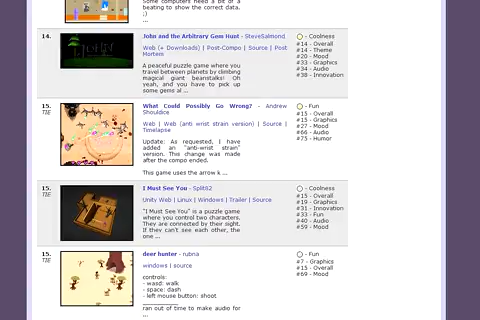 Some computers need a bit of a
beating to show the correct data.
;)
...
14.
JOHN
John and the Arbitrary Gem Hunt - SteveSalmond
Web (+ Downloads) | Post-Compo | Source | Post
Mortem
A peaceful puzzle game where you
travel between planets by climbing
magical giant beanstalks! Oh
yeah, and you have to pick up
some gems al ...
- Coolness
#14 - Overall
#14 - Theme
#20 - Mood
#33 - Graphics
#34 - Audio
#38 - Innovation
15.
TIE
What Could Possibly Go Wrong? - Andrew
Shouldice
Web | Web (anti wrist strain version) | Source |
Timelapse
Update: As requested, I have
added an "anti-wrist strain"
version. This change was made
after the compo ended.
This game uses the arrow k ...
- Fun
#15 - Overall
#15 - Graphics
#27 - Mood
#66 - Audio
#75 - Humor
15.
TIE
I Must See You - Split82
Unity Web | Linux | Windows | Trailer | Source
"I Must See You" is a puzzle game
where you control two characters.
They are connected by their sight.
If they can't see each other, the
one ...
- Coolness
#15 - Overall
#19 - Graphics
#31 - Innovation
#33 - Fun
#40 - Audio
#59 - Mood
15.
TIE
deer hunter - rubna
windows | source
controls:
- wasd: walk
- space: dash
- left mouse button: shoot
ran out of time to make audio for
...
- Fun
#7 - Graphics
#15 - Overall
#69 - Mood